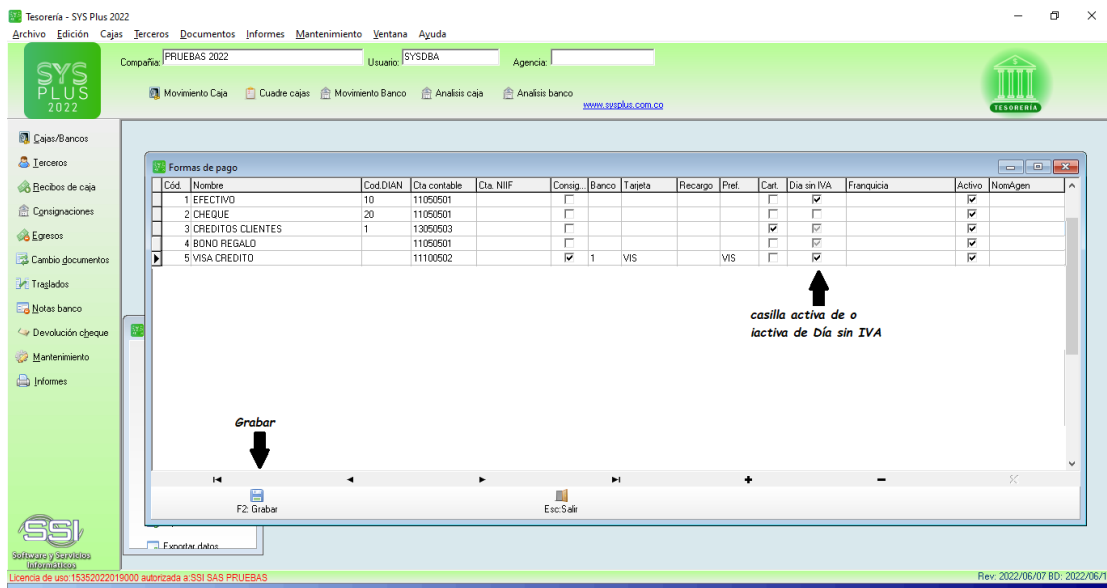 Tesorería - SYS Plus 2022
Archivo Edición Cajas Terceros Documentos Informes Mantenimiento Ventana Ayuda
SYS
PLUS
2022
Compañia: PRUEBAS 2022 Usuario: SYSDBA Agencia:
Movimiento Caja Cuadre cajas Movimiento Banco Analisis caja Analisis banco
www.sysplus.com.co
TESORERÍA
Cajas/Bancos
Terceros
Recibos de caja
Consignaciones
Egresos
Cambio documentos
Traslados
Notas banco
Devolución cheque
Mantenimiento
Informes
Formas de pago
Cód. Nombre Cod.DIAN Cta contable Cta. NIIF Consig... Banco Tarjeta Recargo Pref. Cart. Dia sin IVA Franquicia Activo NomAgen
1 EFECTIVO 10 11050501
2 CHEQUE 20 11050501
3 CREDITOS CLIENTES 1 13050503
4 BONO REGALO 11050501
5 VISA CREDITO 11100502 1 VIS VIS
casilla activa de o
iactiva de Día sin IVA
Grabar
F2: Grabar Esc:Salir
Exportar datos
SSI
Software y Servicios
Informáticos
Licencia de uso:15352022019000 autorizada a:SSI SAS PRUEBAS
Rev: 2022/06/07 BD: 2022/06/1